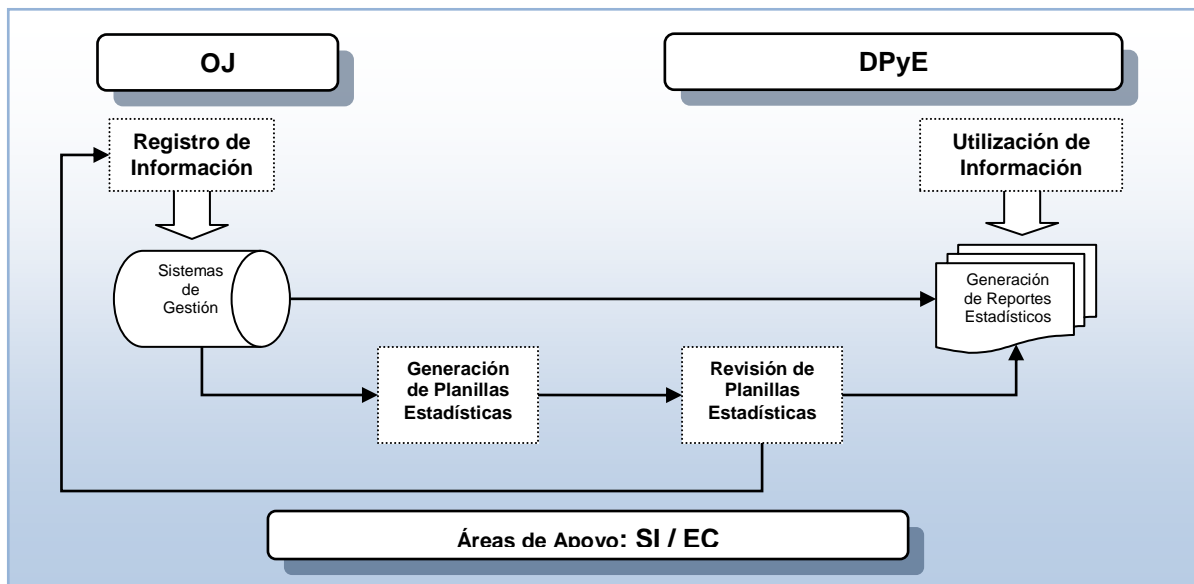 OJ
DPyE
Registro de
Información
Utilización de
Información
Sistemas
de
Gestión
Generación
de Reportes
Estadísticos
Generación
de Planillas
Estadísticas
Revisión de
Planillas
Estadísticas
Áreas de Apoyo: SI / EC